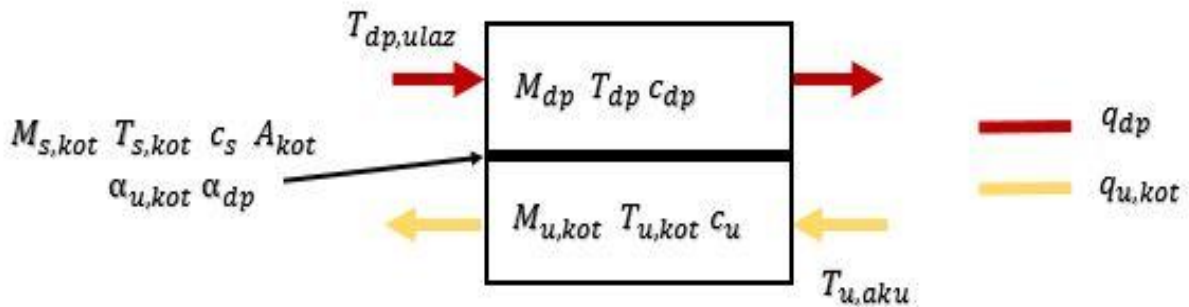 T_{dp,ulaz}
M_{dp} T_{dp} c_{dp}
M_{s,kot} T_{s,kot} c_s A_{kot}
α_{u,kot} α_{dp}
M_{u,kot} T_{u,kot} c_u
T_{u,aku}
q_{dp}
q_{u,kot}